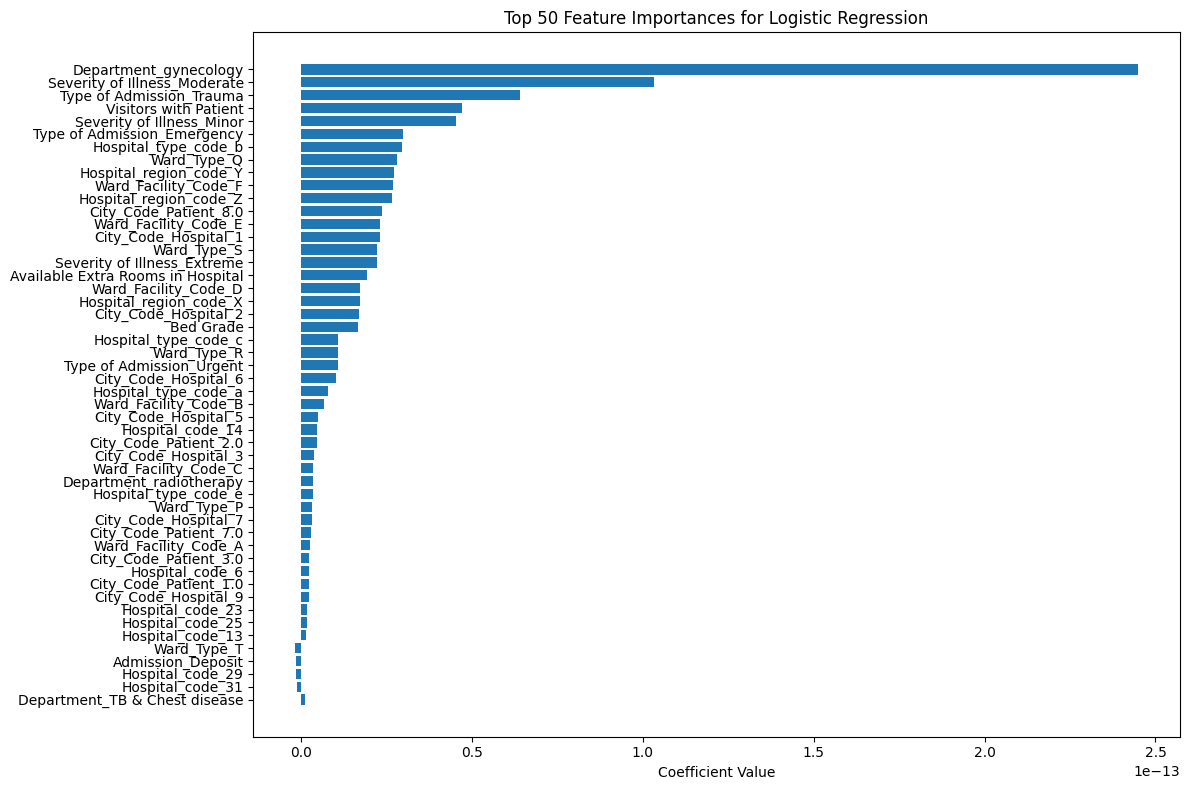 Top 50 Feature Importances for Logistic Regression
Department_gynecology
Severity of Illness_Moderate
Type of Admission_Trauma
Visitors with Patient
Severity of Illness_Minor
Type of Admission_Emergency
Hospital_type_code_b
Ward_Type_Q
Hospital_region_code_Y
Ward_Facility_Code_F
Hospital_region_code_Z
City_Code_Patient_8.0
Ward_Facility_Code_E
City_Code_Hospital_1
Ward_Type_S
Severity of Illness_Extreme
Available Extra Rooms in Hospital
Ward_Facility_Code_D
Hospital_region_code_X
City_Code_Hospital_2
Bed Grade
Hospital_type_code_c
Ward_Type_R
Type of Admission_Urgent
City_Code_Hospital_6
Hospital_type_code_a
Ward_Facility_Code_B
City_Code_Hospital_5
Hospital_code_14
City_Code_Patient_2.0
City_Code_Hospital_3
Ward_Facility_Code_C
Department_radiotherapy
Hospital_type_code_e
Ward_Type_P
City_Code_Hospital_7
City_Code_Patient_7.0
Ward_Facility_Code_A
City_Code_Patient_3.0
Hospital_code_6
City_Code_Patient_1.0
City_Code_Hospital_9
Hospital_code_23
Hospital_code_25
Hospital_code_13
Ward_Type_T
Admission_Deposit
Hospital_code_29
Hospital_code_31
Department_TB & Chest disease
0.0 0.5 1.0 1.5 2.0 2.5
1e−13
Coefficient Value